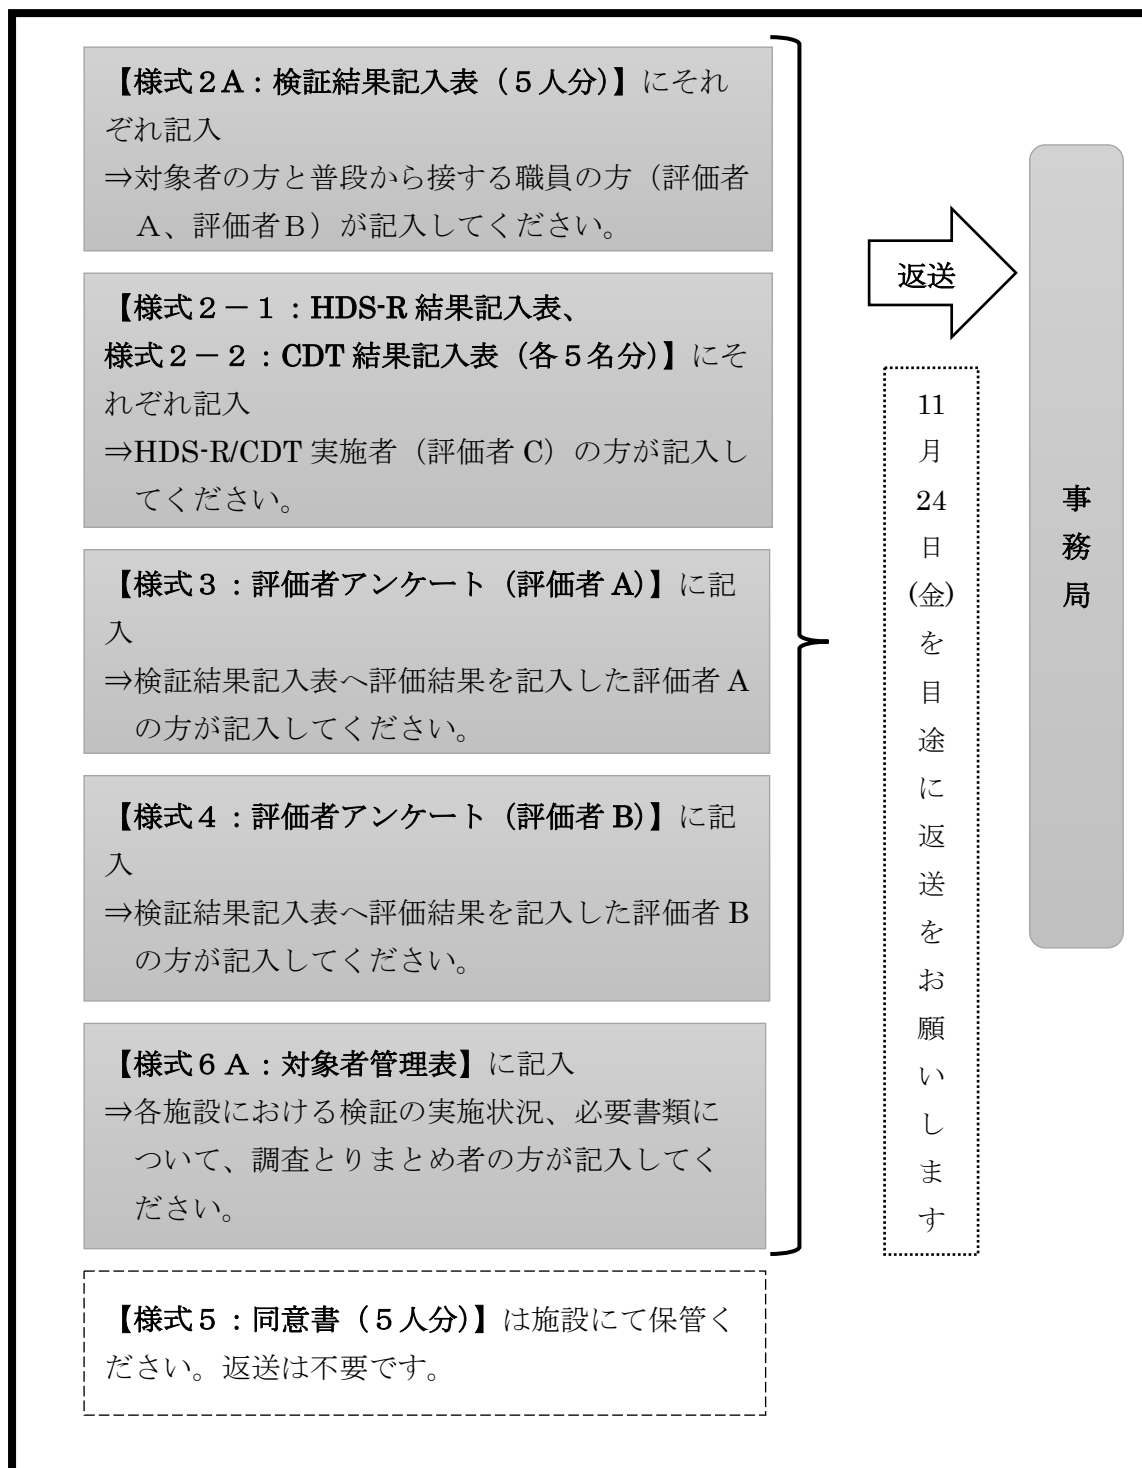 【様式２A：検証結果記入表（５人分）】にそれ
ぞれ記入
⇒対象者の方と普段から接する職員の方（評価者
Ａ、評価者Ｂ）が記入してください。
【様式２－１：HDS-R 結果記入表、
様式２－２：CDT 結果記入表（各５名分）】にそ
れぞれ記入
⇒HDS-R/CDT 実施者（評価者 C）の方が記入し
てください。
【様式３：評価者アンケート（評価者 A）】に記
入
⇒検証結果記入表へ評価結果を記入した評価者 A
の方が記入してください。
【様式４：評価者アンケート（評価者 B）】に記
入
⇒検証結果記入表へ評価結果を記入した評価者 B
の方が記入してください。
【様式６Ａ：対象者管理表】に記入
⇒各施設における検証の実施状況、必要書類に
ついて、調査とりまとめ者の方が記入してく
ださい。
【様式５：同意書（５人分）】は施設にて保管く
ださい。返送は不要です。
返送
11月24日(金)を目途に返送をお願いします
事務局